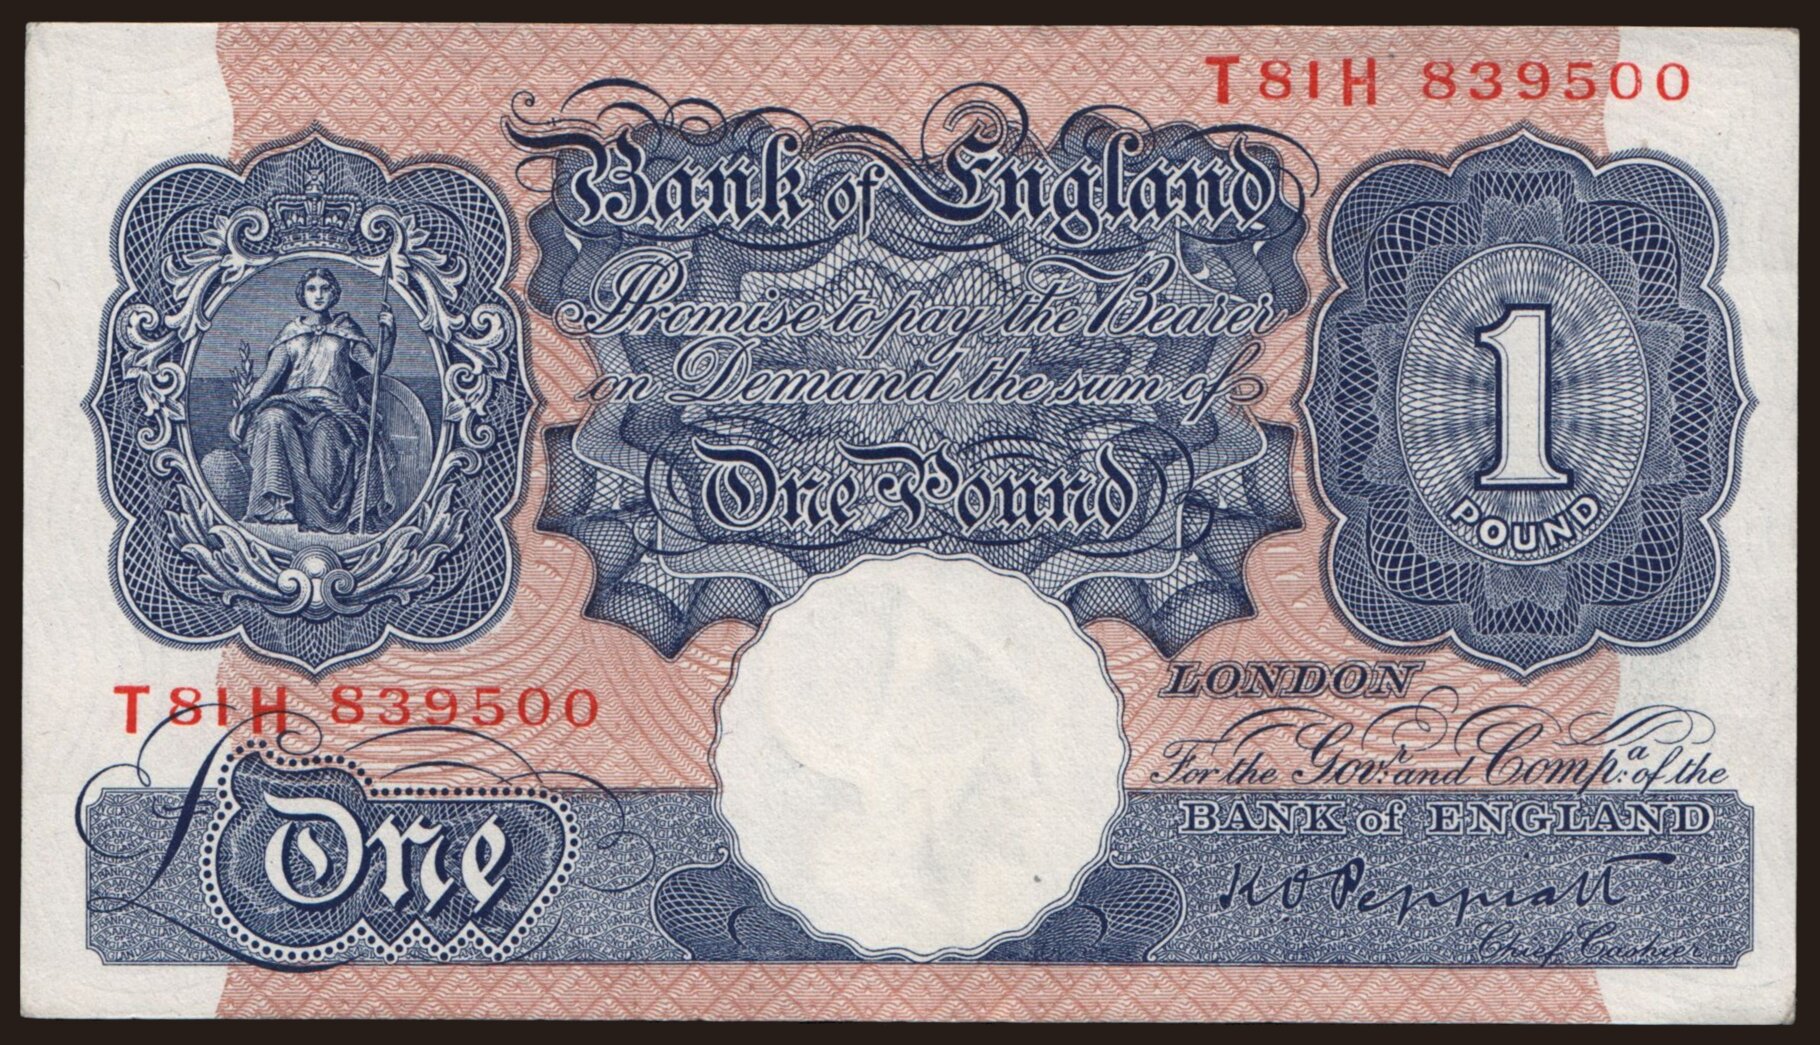 T81H 839500
Bank of England
Promise to pay the Bearer
on Demand the sum of
One Pound
1
POUND
LONDON
T81H 839500
For the Govr. and Compa. of the
BANK of ENGLAND
£One
K O Peppiatt
Chief Cashier